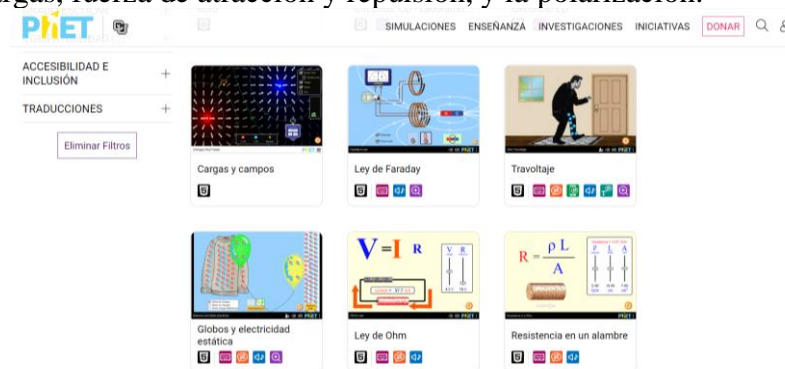 fuerza de atracción y repulsión, y la polarización.
PhET
SIMULACIONES ENSEÑANZA INVESTIGACIONES INICIATIVAS DONAR
ACCESIBILIDAD E
INCLUSIÓN
TRADUCCIONES
Eliminar Filtros
Cargas y campos
Ley de Faraday
Travoltaje
V = I R
V R
R = ρ L / A
ρ L A
Globos y electricidad
estática
Ley de Ohm
Resistencia en un alambre